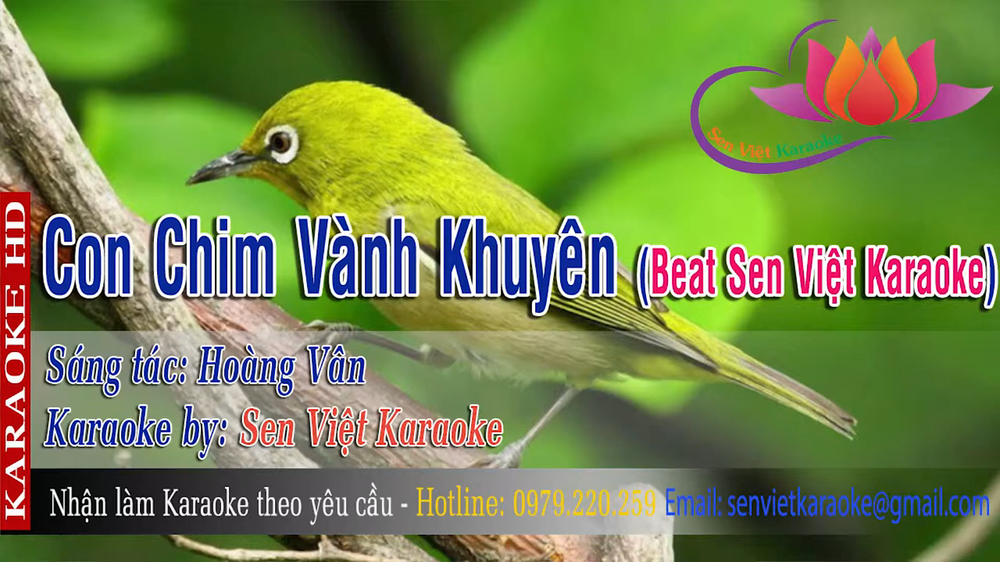 Sen Việt Karaoke
KARAOKE HD
Con Chim Vành Khuyên (Beat Sen Việt Karaoke)
Sáng tác: Hoàng Vân
Karaoke by: Sen Việt Karaoke
Nhận làm Karaoke theo yêu cầu - Hotline: 0979.220.259 Email: senvietkaraoke@gmail.com